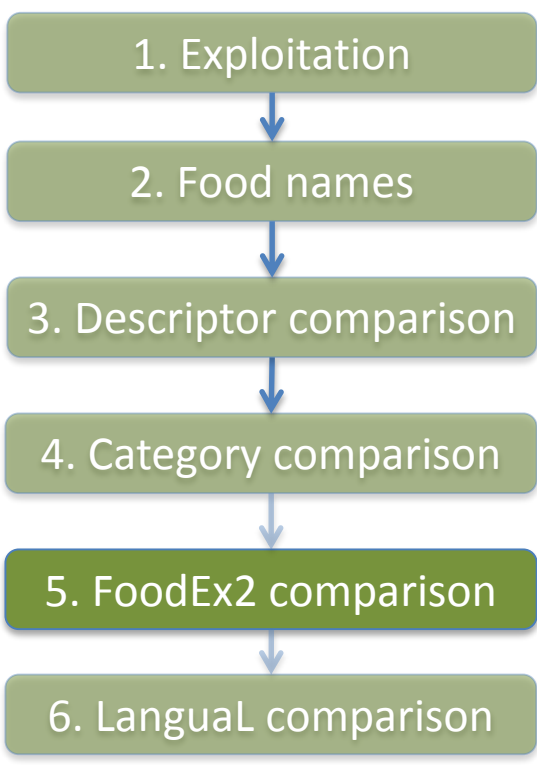 1. Exploitation
2. Food names
3. Descriptor comparison
4. Category comparison
5. FoodEx2 comparison
6. LanguaL comparison